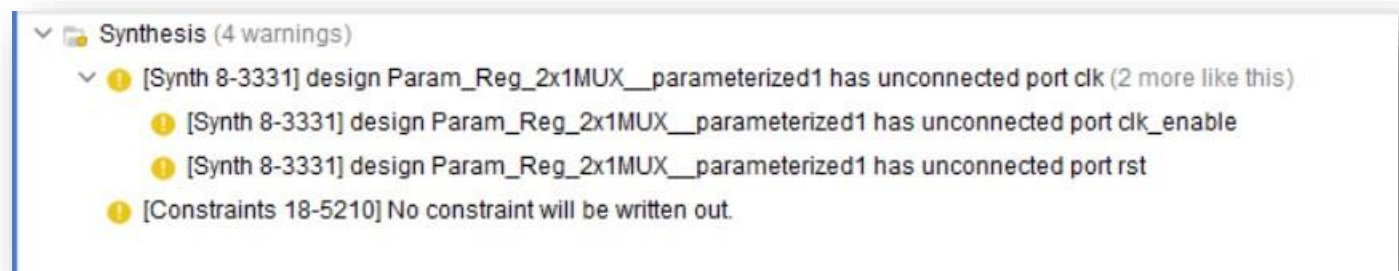 Synthesis (4 warnings)
[Synth 8-3331] design Param_Reg_2x1MUX__parameterized1 has unconnected port clk (2 more like this)
[Synth 8-3331] design Param_Reg_2x1MUX__parameterized1 has unconnected port clk_enable
[Synth 8-3331] design Param_Reg_2x1MUX__parameterized1 has unconnected port rst
[Constraints 18-5210] No constraint will be written out.